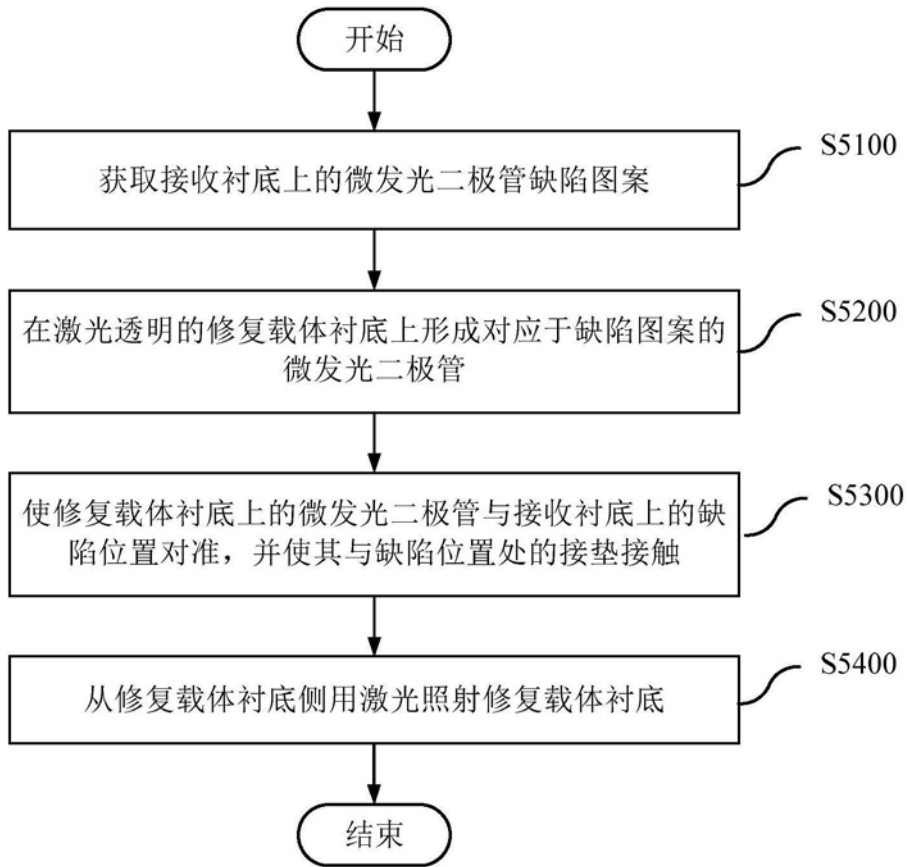 开始
获取接收衬底上的微发光二极管缺陷图案
S5100
在激光透明的修复载体衬底上形成对应于缺陷图案的
微发光二极管
S5200
使修复载体衬底上的微发光二极管与接收衬底上的缺
陷位置对准，并使其与缺陷位置处的接垫接触
S5300
从修复载体衬底侧用激光照射修复载体衬底
S5400
结束